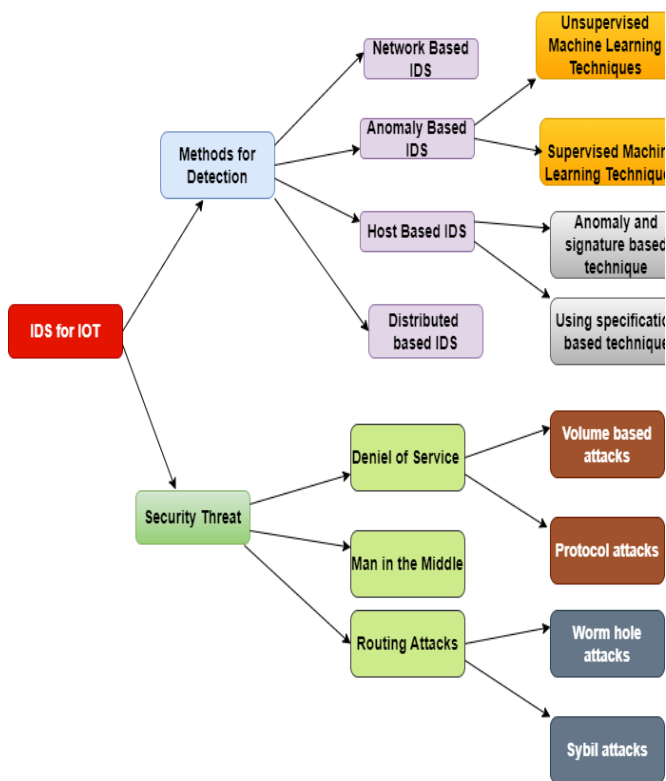 Unsupervised
Machine Learning
Techniques
Network Based
IDS
Anomaly Based
IDS
Methods for
Detection
Supervised Machin
Learning Technique
Host Based IDS
Anomaly and
signature based
technique
IDS for IOT
Distributed
based IDS
Using specificatio
based technique
Volume based
attacks
Deniel of Service
Security Threat
Protocol attacks
Man in the Middle
Routing Attacks
Worm hole
attacks
Sybil attacks